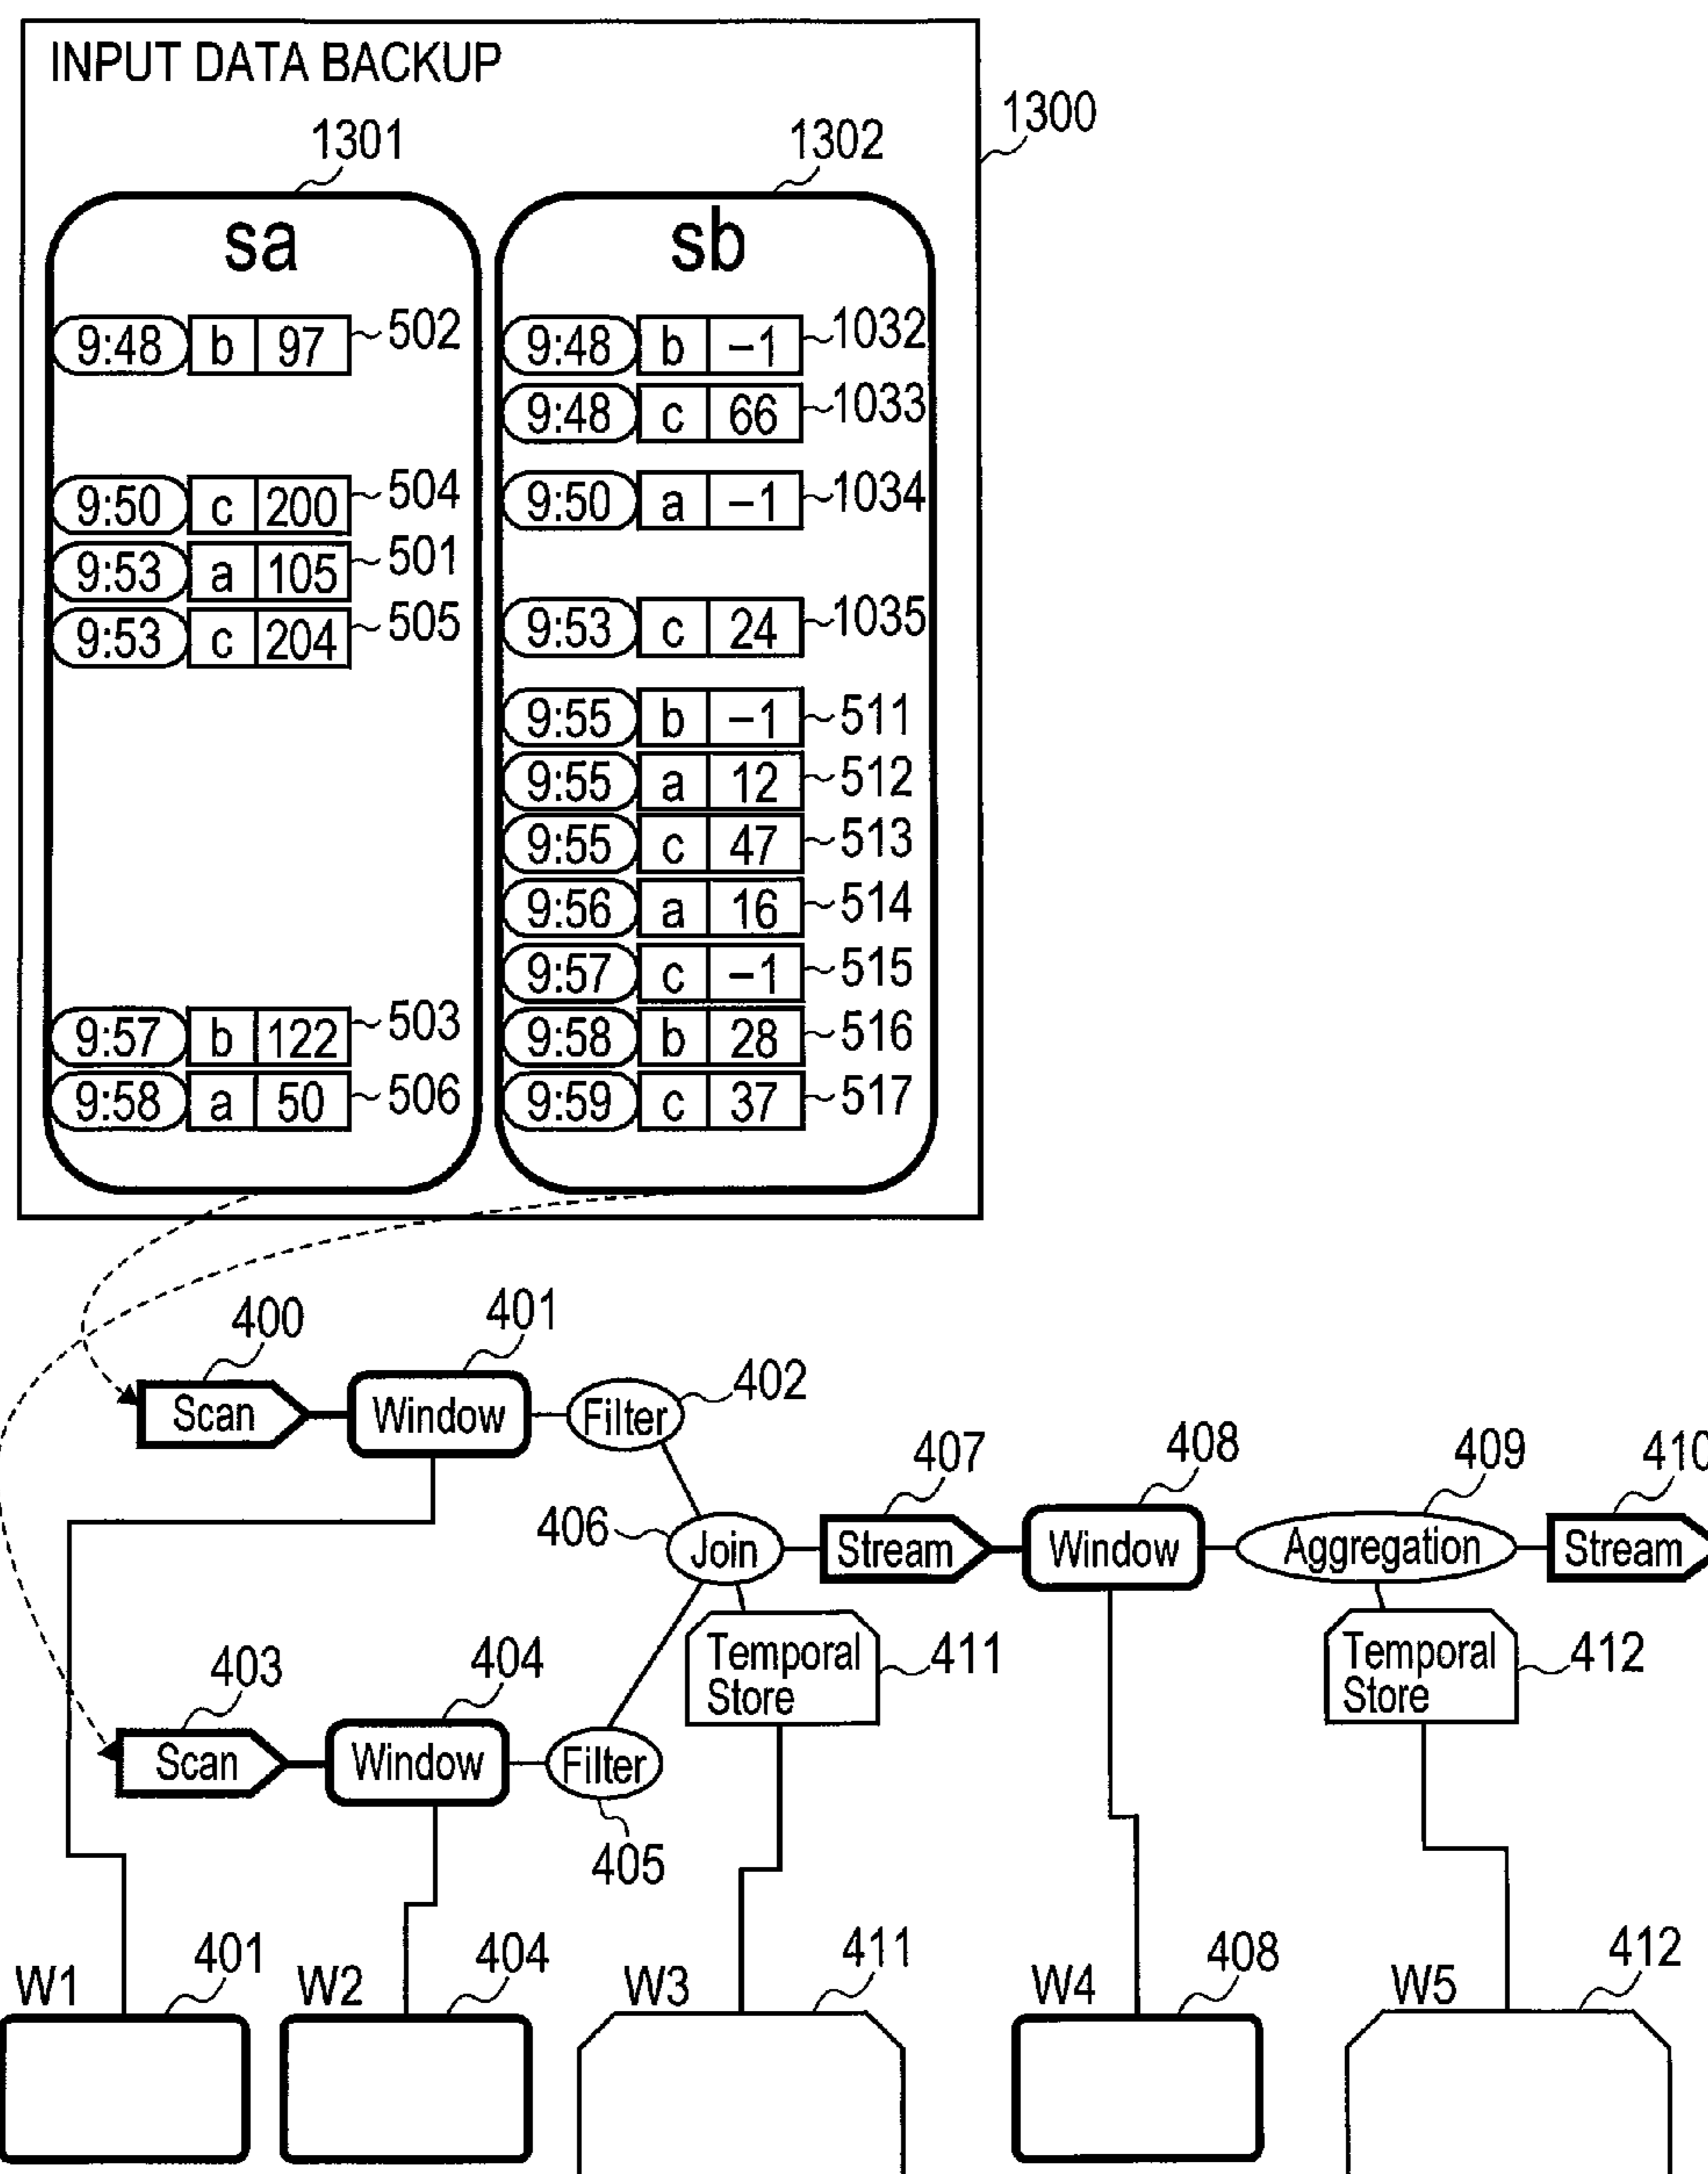 INPUT DATA BACKUP
1300
1301
1302
sa
sb
9:48 b 97 502
9:48 b –1 1032
9:48 c 66 1033
9:50 c 200 504
9:50 a –1 1034
9:53 a 105 501
9:53 c 204 505
9:53 c 24 1035
9:55 b –1 511
9:55 a 12 512
9:55 c 47 513
9:56 a 16 514
9:57 c –1 515
9:57 b 122 503
9:58 b 28 516
9:58 a 50 506
9:59 c 37 517
400
401
402
Scan
Window
Filter
407
408
409
410
406
Join
Stream
Window
Aggregation
Stream
403
404
Temporal
Store
411
Temporal
Store
412
Scan
Window
Filter
405
W1
401
W2
404
W3
411
W4
408
W5
412